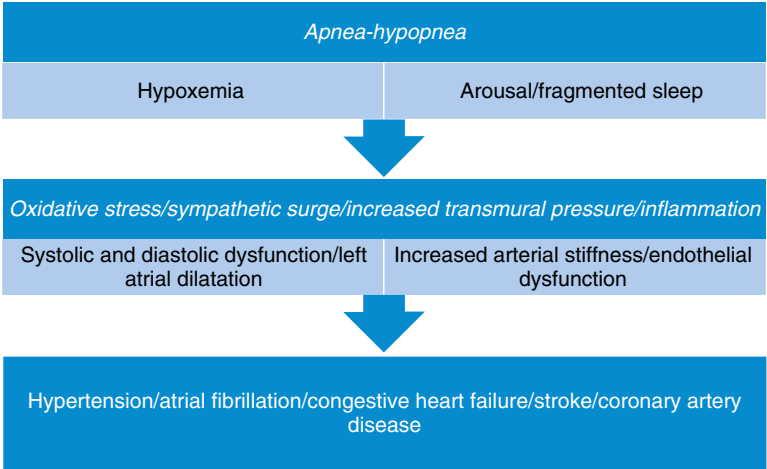 Apnea-hypopnea
Hypoxemia
Arousal/fragmented sleep
Oxidative stress/sympathetic surge/increased transmural pressure/inflammation
Systolic and diastolic dysfunction/left
atrial dilatation
Increased arterial stiffness/endothelial
dysfunction
Hypertension/atrial fibrillation/congestive heart failure/stroke/coronary artery
disease